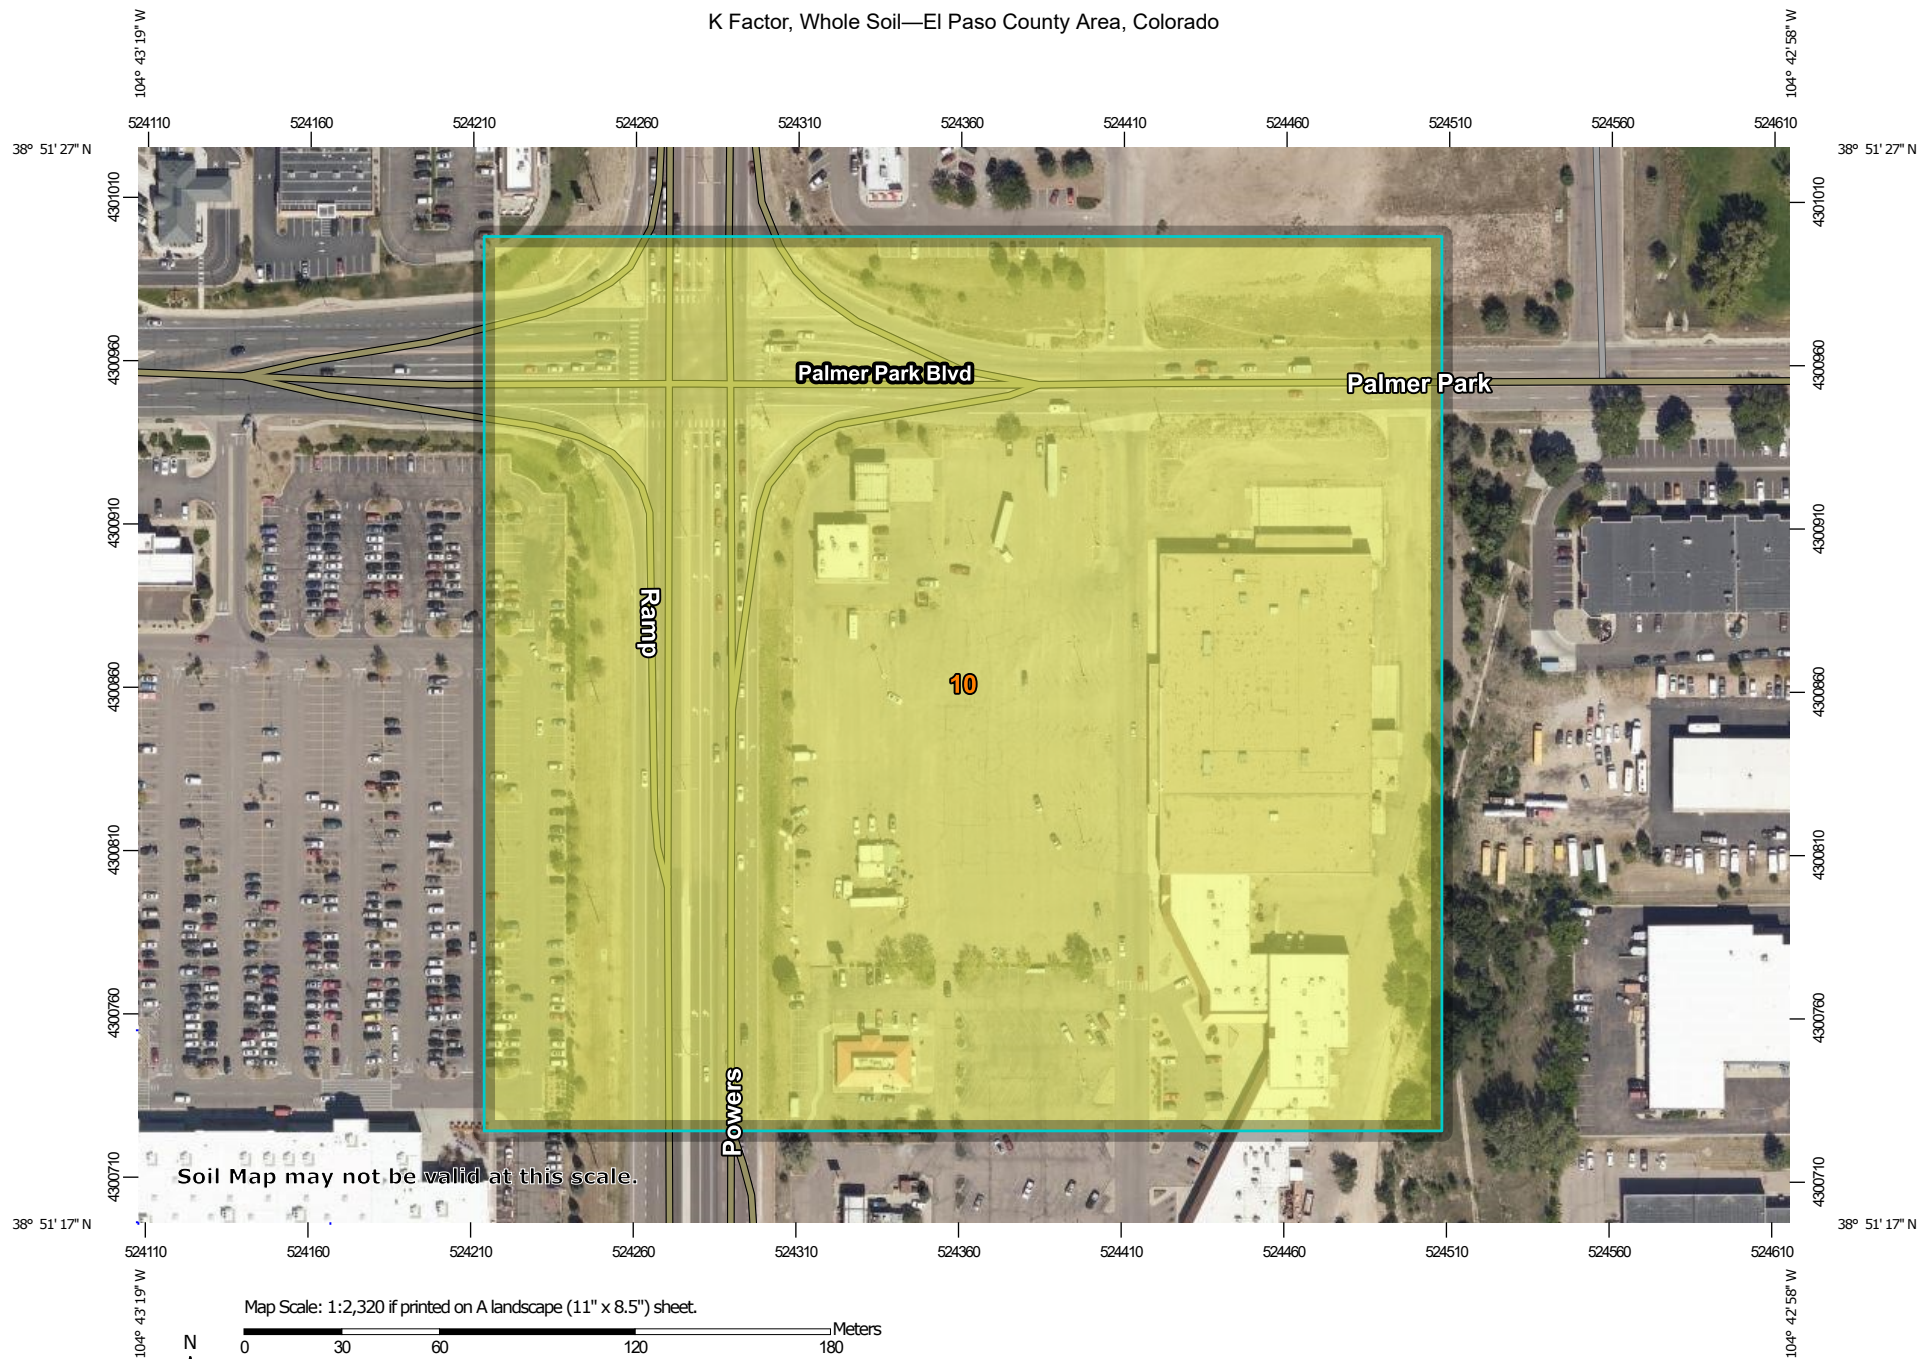 K Factor, Whole Soil—El Paso County Area, Colorado
104° 43' 19" W
104° 42' 58" W
524110 524160 524210 524260 524310 524360 524410 524460 524510 524560 524610
38° 51' 27" N
38° 51' 27" N
4301010
4301010
4300960
4300960
Palmer Park Blvd
Palmer Park
4300910
4300910
Ramp
4300860
10
4300860
4300810
4300810
4300760
4300760
Powers
Soil Map may not be valid at this scale.
4300710
4300710
38° 51' 17" N
38° 51' 17" N
524110 524160 524210 524260 524310 524360 524410 524460 524510 524560 524610
104° 43' 19" W
104° 42' 58" W
Map Scale: 1:2,320 if printed on A landscape (11" x 8.5") sheet.
Meters
N
0 30 60 120 180